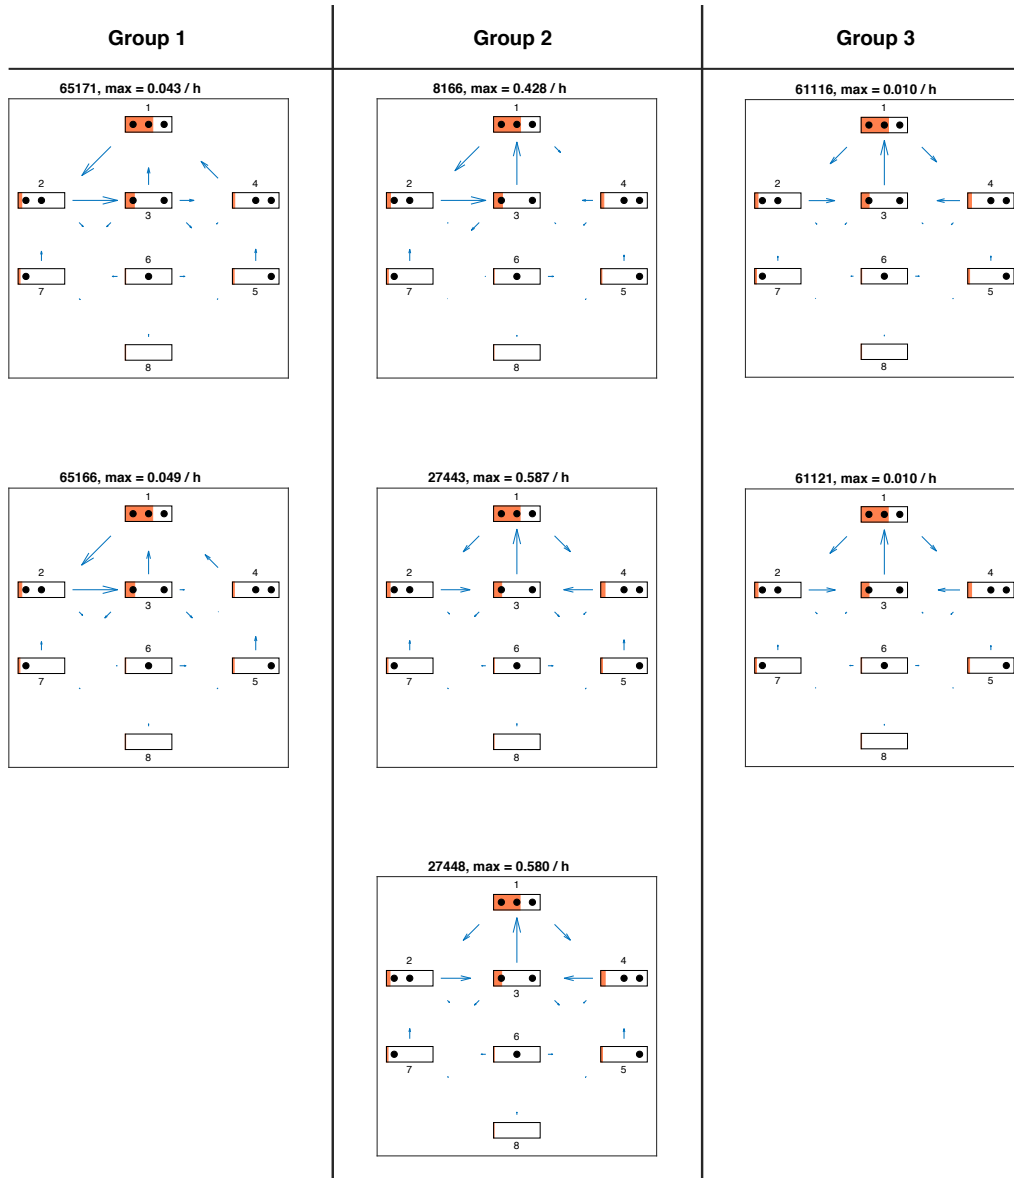 Group 1 Group 2 Group 3
65171, max = 0.043 / h 8166, max = 0.428 / h 61116, max = 0.010 / h
1 1 1
2 4 2 4 2 4
3 3 3
6 6 6
7 5 7 5 7 5
8 8 8
65166, max = 0.049 / h 27443, max = 0.587 / h 61121, max = 0.010 / h
1 1 1
2 4 2 4 2 4
3 3 3
6 6 6
7 5 7 5 7 5
8 8 8
27448, max = 0.580 / h
1
2 4
3
6
7 5
8